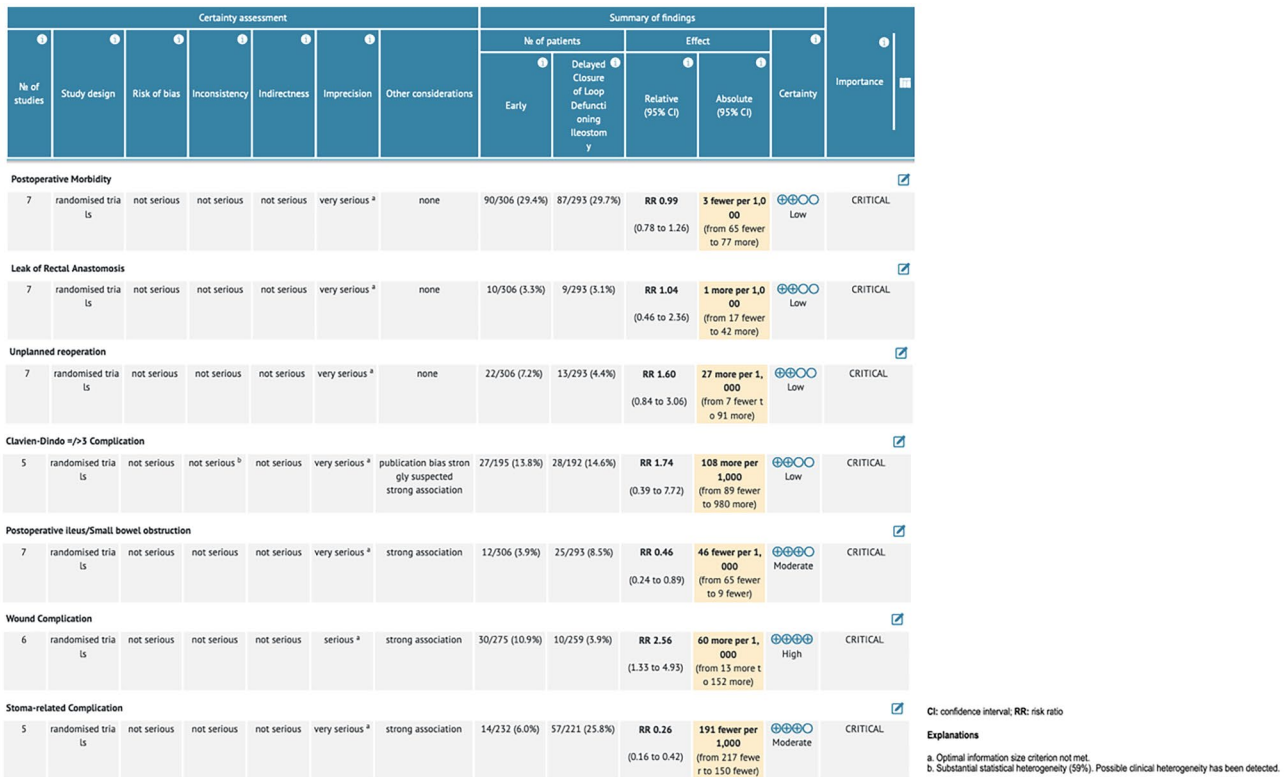 Certainty assessment
Summary of findings
№ of patients
Effect
№ of
studies
Study design
Risk of bias
Inconsistency
Indirectness
Imprecision
Other considerations
Early
Delayed
Closure
of Loop
Defuncti
oning
Ileostom
y
Relative
(95% CI)
Absolute
(95% CI)
Certainty
Importance
Postoperative Morbidity
7
randomised tria
ls
not serious
not serious
not serious
very serious a
none
90/306 (29.4%)
87/293 (29.7%)
RR 0.99
(0.78 to 1.26)
3 fewer per 1,0
00
(from 65 fewer
to 77 more)
Low
CRITICAL
Leak of Rectal Anastomosis
7
randomised tria
ls
not serious
not serious
not serious
very serious a
none
10/306 (3.3%)
9/293 (3.1%)
RR 1.04
(0.46 to 2.36)
1 more per 1,0
00
(from 17 fewer
to 42 more)
Low
CRITICAL
Unplanned reoperation
7
randomised tria
ls
not serious
not serious
not serious
very serious a
none
22/306 (7.2%)
13/293 (4.4%)
RR 1.60
(0.84 to 3.06)
27 more per 1,
000
(from 7 fewer t
o 91 more)
Low
CRITICAL
Clavien-Dindo =/>3 Complication
5
randomised tria
ls
not serious
not serious b
not serious
very serious a
publication bias stron
gly suspected
strong association
27/195 (13.8%)
28/192 (14.6%)
RR 1.74
(0.39 to 7.72)
108 more per
1,000
(from 89 fewer
to 980 more)
Low
CRITICAL
Postoperative ileus/Small bowel obstruction
7
randomised tria
ls
not serious
not serious
not serious
very serious a
strong association
12/306 (3.9%)
25/293 (8.5%)
RR 0.46
(0.24 to 0.89)
46 fewer per 1,
000
(from 65 fewer
to 9 fewer)
Moderate
CRITICAL
Wound Complication
6
randomised tria
ls
not serious
not serious
not serious
serious a
strong association
30/275 (10.9%)
10/259 (3.9%)
RR 2.56
(1.33 to 4.93)
60 more per 1,
000
(from 13 more t
o 152 more)
High
CRITICAL
Stoma-related Complication
5
randomised tria
ls
not serious
not serious
not serious
very serious a
strong association
14/232 (6.0%)
57/221 (25.8%)
RR 0.26
(0.16 to 0.42)
191 fewer per
1,000
(from 217 fewe
r to 150 fewer)
Moderate
CRITICAL
CI: confidence interval; RR: risk ratio
Explanations
a. Optimal information size criterion not met.
b. Substantial statistical heterogeneity (59%). Possible clinical heterogeneity has been detected.